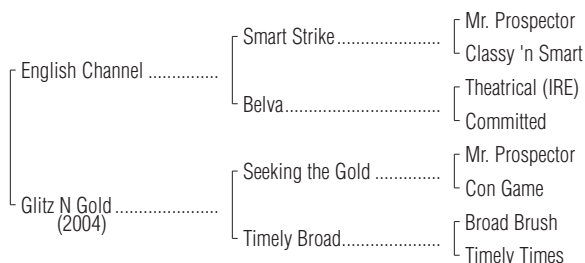 Mr. Prospector
Smart Strike......................
Classy 'n Smart
English Channel ..............
Theatrical (IRE)
Belva.................................
Committed
Mr. Prospector
Seeking the Gold ..............
Con Game
Glitz N Gold.....................
(2004)
Broad Brush
Timely Broad....................
Timely Times